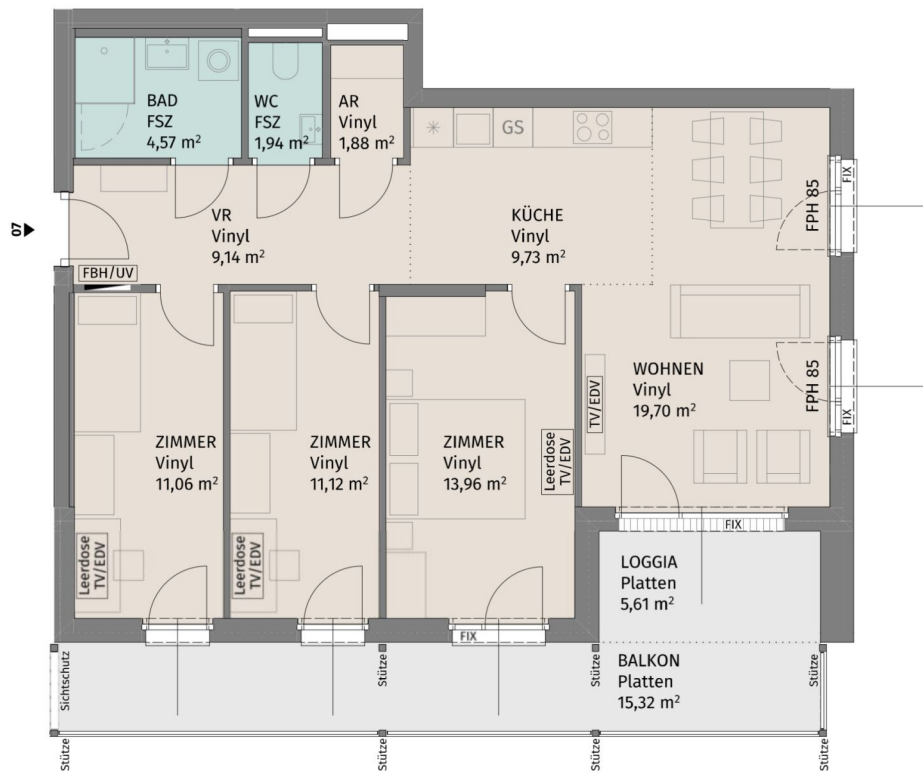 BAD
FSZ
4,57 m²
WC
FSZ
1,94 m²
AR
Vinyl
1,88 m²
GS
FIX
FPH 85
07
VR
Vinyl
9,14 m²
KÜCHE
Vinyl
9,73 m²
FBH/UV
WOHNEN
Vinyl
19,70 m²
TV/EDV
FPH 85
FIX
ZIMMER
Vinyl
11,06 m²
ZIMMER
Vinyl
11,12 m²
ZIMMER
Vinyl
13,96 m²
Leerdose
TV/EDV
Leerdose
TV/EDV
Leerdose
TV/EDV
FIX
FIX
LOGGIA
Platten
5,61 m²
BALKON
Platten
15,32 m²
Sichtschutz
Stütze
Stütze
Stütze
Stütze
Stütze
Stütze
Stütze